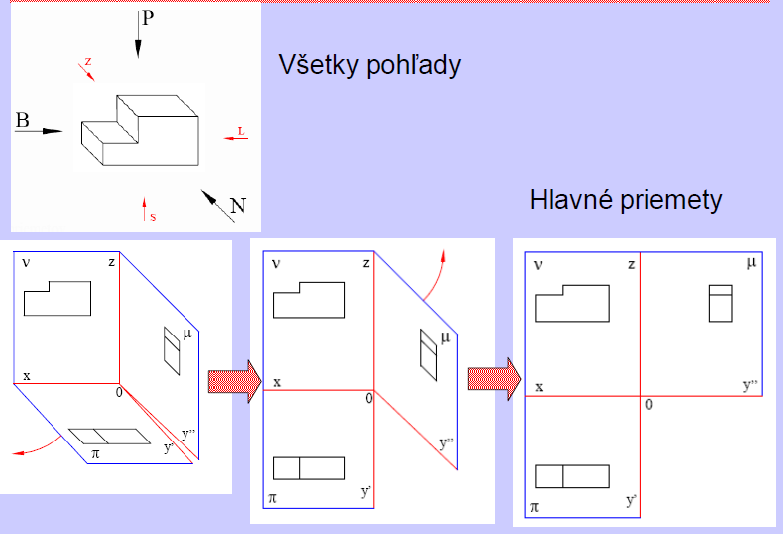 P
Všetky pohľady
Z
B
L
S
N
Hlavné priemety
ν z
μ
x
0
y' y''
π
ν z
μ
x
0
y''
π y'
ν z μ
x y''
0
π y'